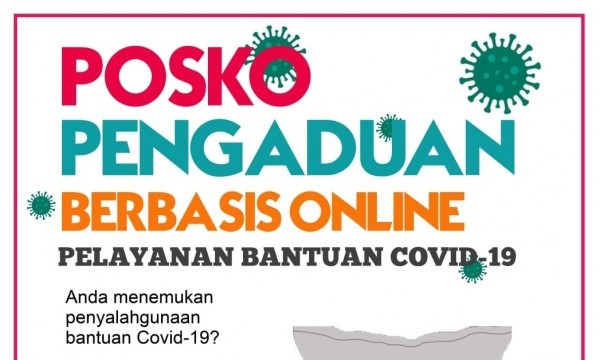 POSKO
PENGADUAN
BERBASIS ONLINE
PELAYANAN BANTUAN COVID-19
Anda menemukan
penyalahgunaan
bantuan Covid-19?